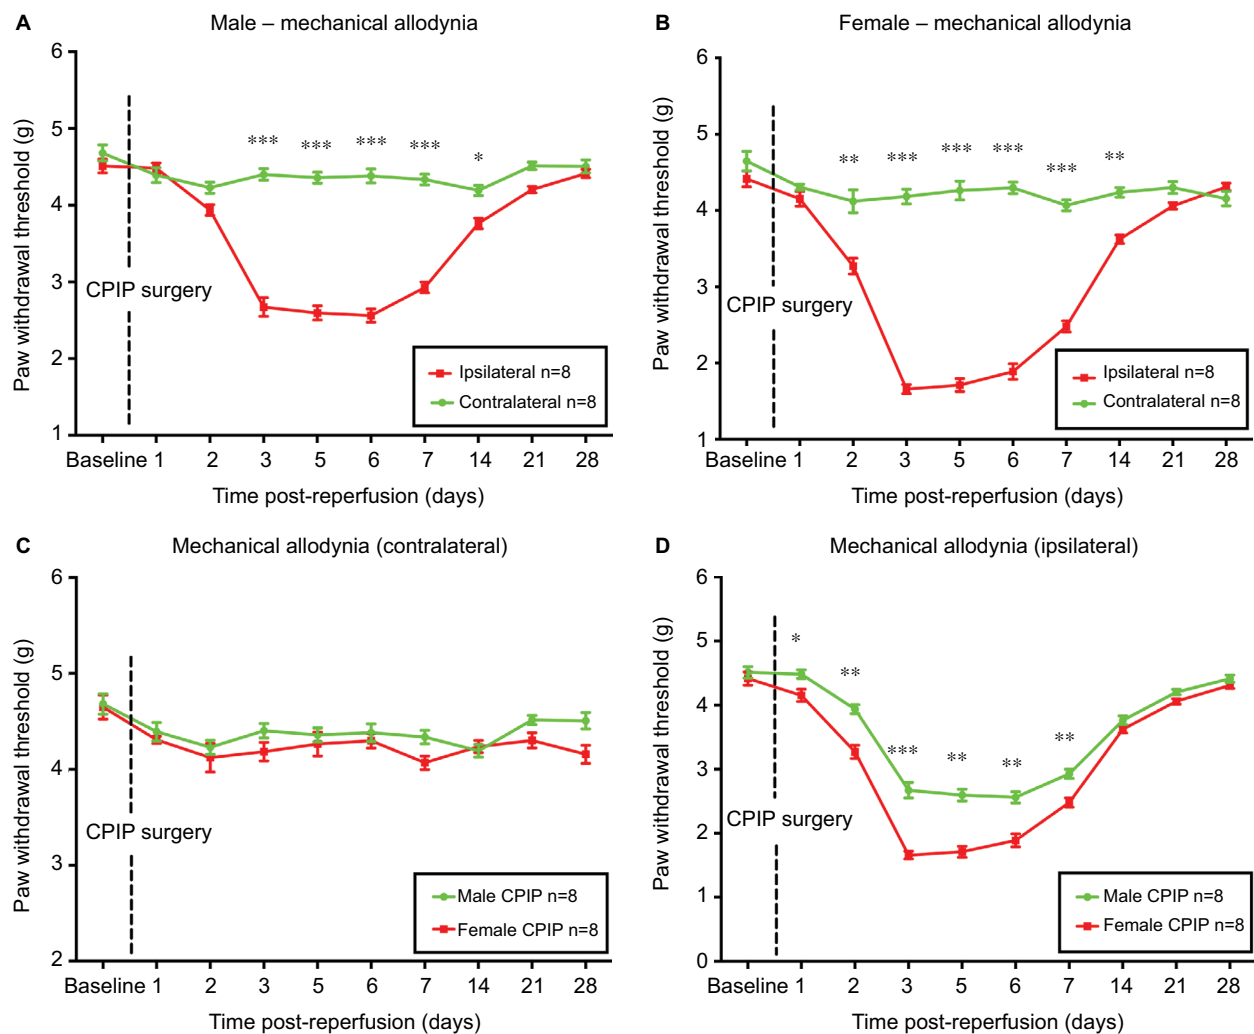 A Male – mechanical allodynia
6
5
4
3
2
1
Paw withdrawal threshold (g)
*** *** *** *** *
CPIP surgery
Ipsilateral n=8
Contralateral n=8
Baseline 1 2 3 5 6 7 14 21 28
Time post-reperfusion (days)
B Female – mechanical allodynia
6
5
4
3
2
1
Paw withdrawal threshold (g)
** *** *** *** *** **
CPIP surgery
Ipsilateral n=8
Contralateral n=8
Baseline 1 2 3 5 6 7 14 21 28
Time post-reperfusion (days)
C Mechanical allodynia (contralateral)
6
5
4
3
2
Paw withdrawal threshold (g)
CPIP surgery
Male CPIP n=8
Female CPIP n=8
Baseline 1 2 3 5 6 7 14 21 28
Time post-reperfusion (days)
D Mechanical allodynia (ipsilateral)
6
5
4
3
2
1
0
Paw withdrawal threshold (g)
* ** *** ** ** **
CPIP surgery
Male CPIP n=8
Female CPIP n=8
Baseline 1 2 3 5 6 7 14 21 28
Time post-reperfusion (days)